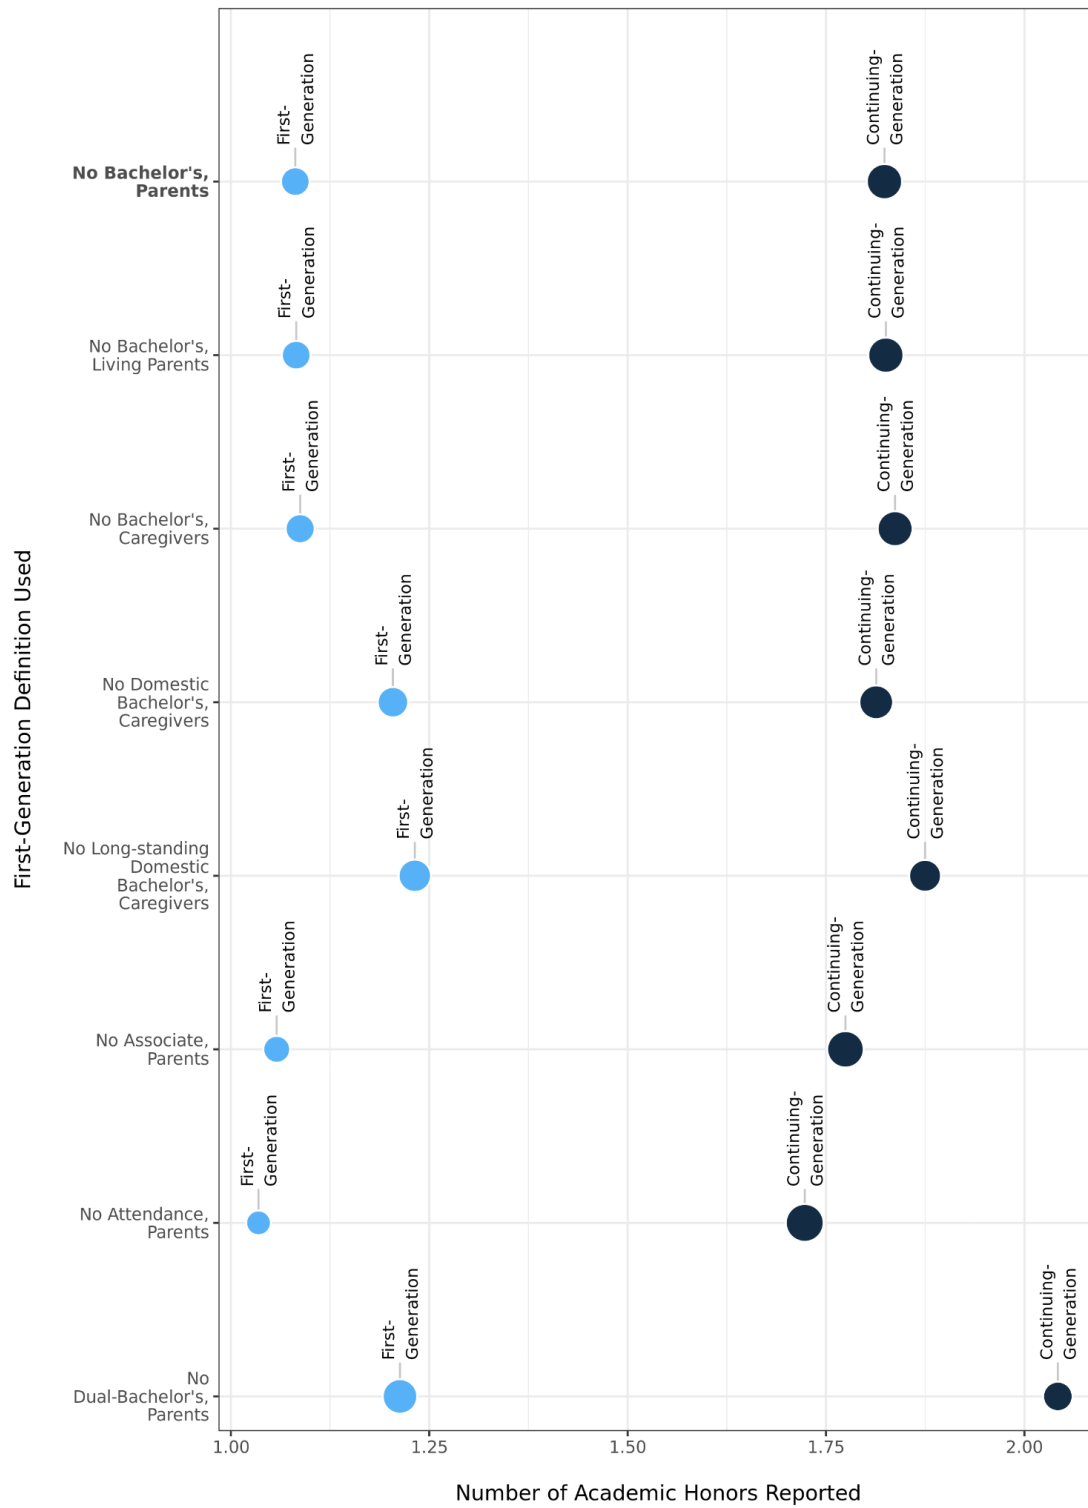 First-
Generation
Continuing-
Generation
No Bachelor's,
Parents
First-
Generation
Continuing-
Generation
No Bachelor's,
Living Parents
First-
Generation
Continuing-
Generation
No Bachelor's,
Caregivers
First-
Generation
Continuing-
Generation
No Domestic
Bachelor's,
Caregivers
First-
Generation
Continuing-
Generation
No Long-standing
Domestic
Bachelor's,
Caregivers
First-
Generation
Continuing-
Generation
No Associate,
Parents
First-
Generation
Continuing-
Generation
No Attendance,
Parents
First-
Generation
Continuing-
Generation
No
Dual-Bachelor's,
Parents
First-Generation Definition Used
1.00 1.25 1.50 1.75 2.00
Number of Academic Honors Reported